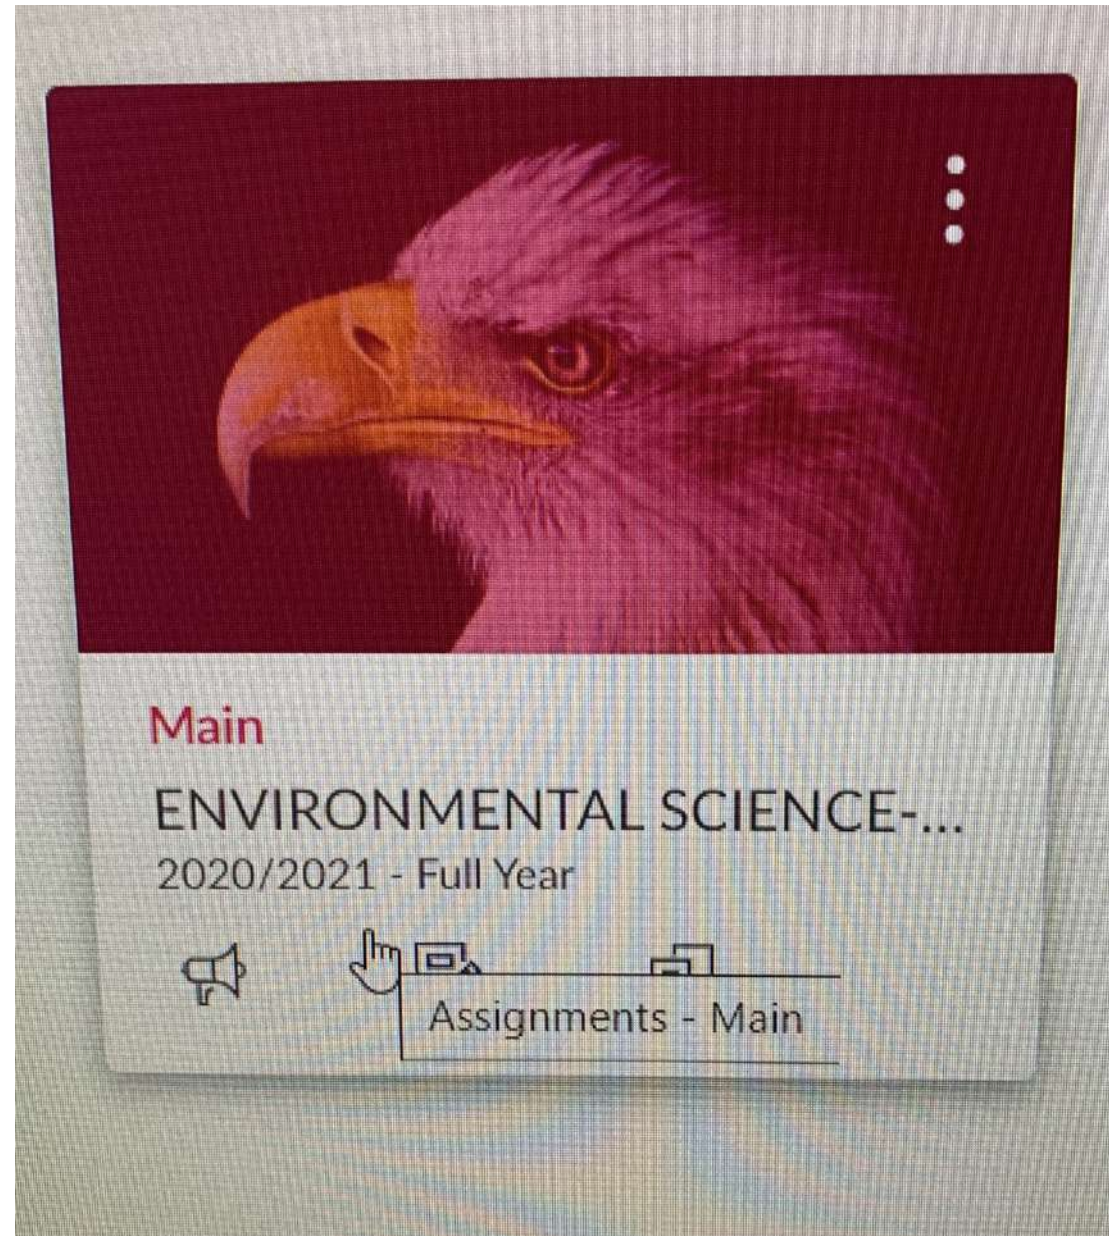 Main
ENVIRONMENTAL SCIENCE-...
2020/2021 - Full Year
Assignments - Main